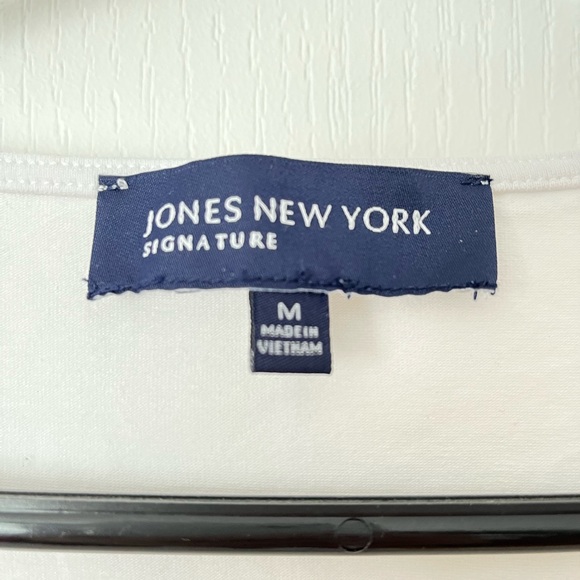 JONES NEW YORK
SIGNATURE
M
MADE IN
VIETNAM